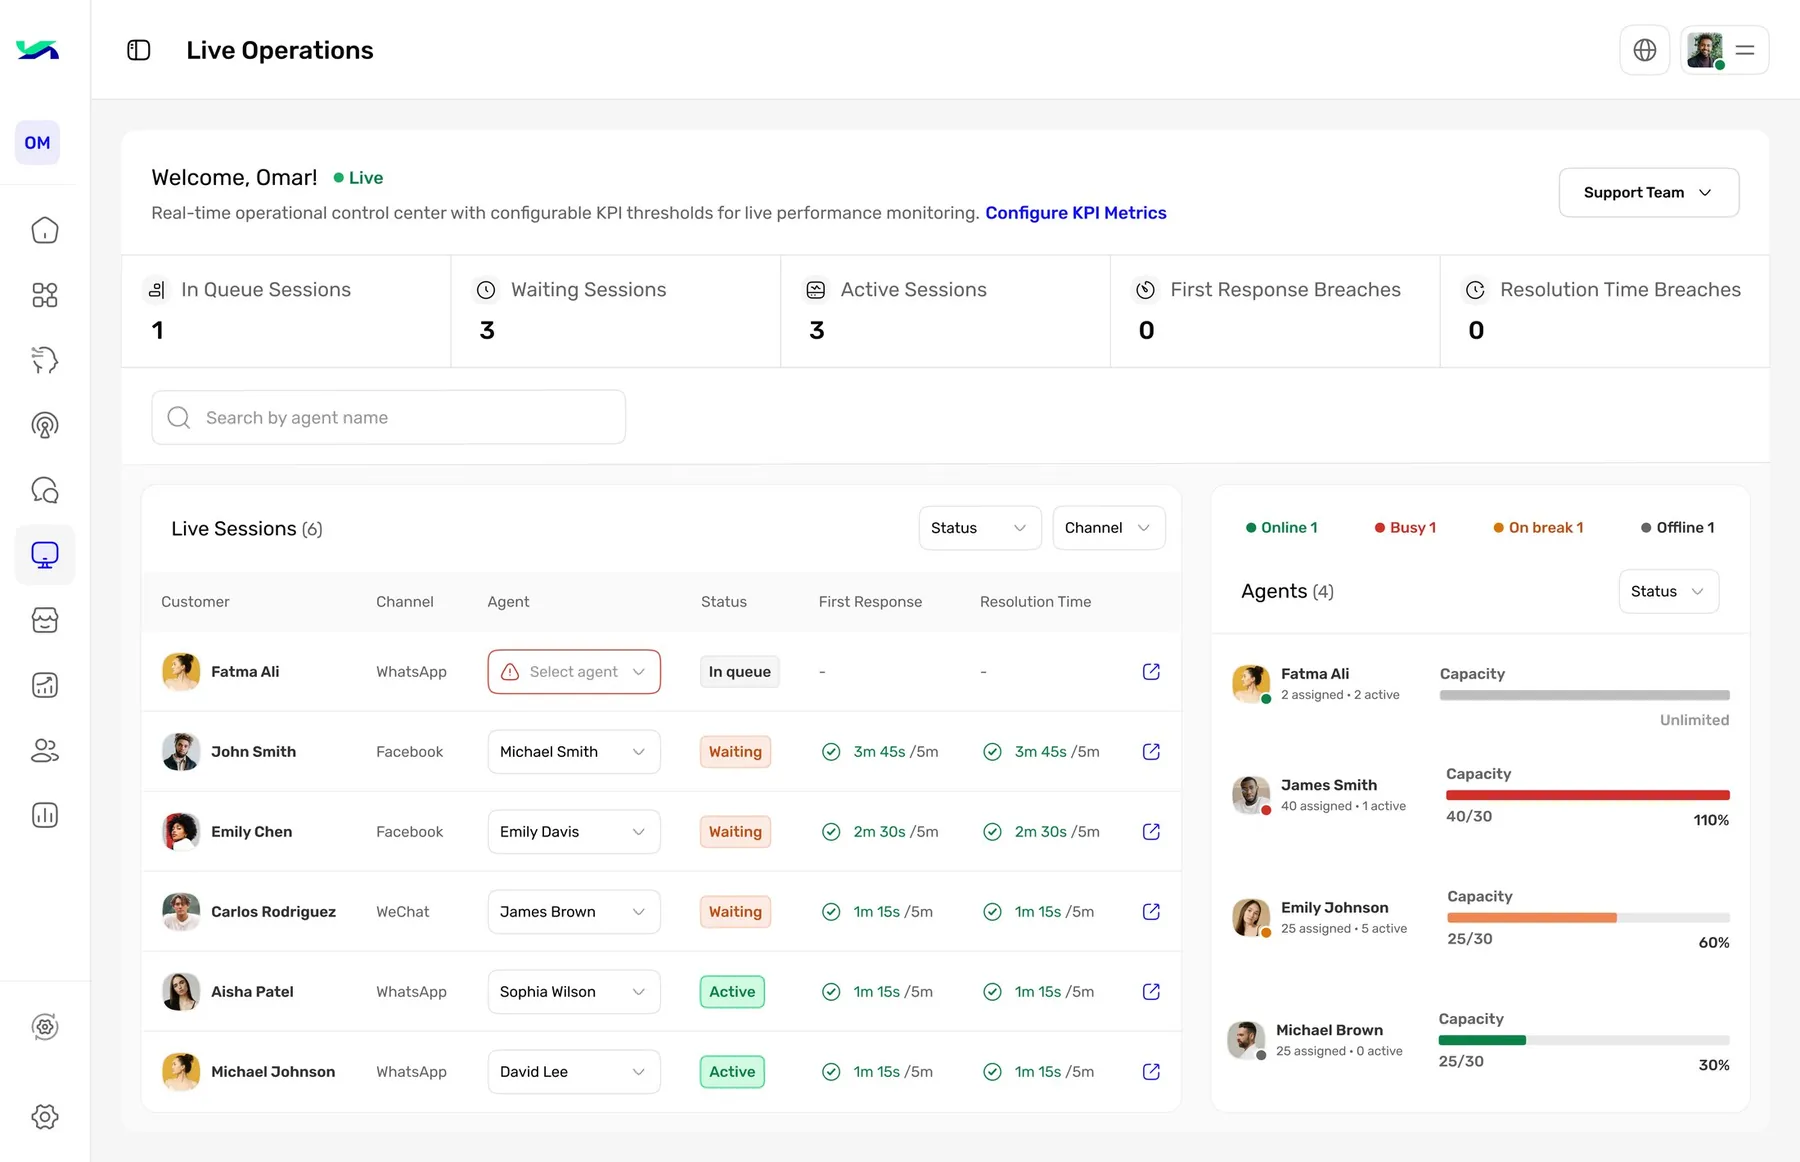 Live Operations
OM
Welcome, Omar! Live
Real-time operational control center with configurable KPI thresholds for live performance monitoring. Configure KPI Metrics
Support Team
In Queue Sessions
1
Waiting Sessions
3
Active Sessions
3
First Response Breaches
0
Resolution Time Breaches
0
Search by agent name
Live Sessions (6)
Status
Channel
Customer Channel Agent Status First Response Resolution Time
Fatma Ali WhatsApp Select agent In queue - -
John Smith Facebook Michael Smith Waiting 3m 45s /5m 3m 45s /5m
Emily Chen Facebook Emily Davis Waiting 2m 30s /5m 2m 30s /5m
Carlos Rodriguez WeChat James Brown Waiting 1m 15s /5m 1m 15s /5m
Aisha Patel WhatsApp Sophia Wilson Active 1m 15s /5m 1m 15s /5m
Michael Johnson WhatsApp David Lee Active 1m 15s /5m 1m 15s /5m
Online 1 Busy 1 On break 1 Offline 1
Agents (4)
Status
Fatma Ali
2 assigned • 2 active
Capacity
Unlimited
James Smith
40 assigned • 1 active
Capacity
40/30 110%
Emily Johnson
25 assigned • 5 active
Capacity
25/30 60%
Michael Brown
25 assigned • 0 active
Capacity
25/30 30%